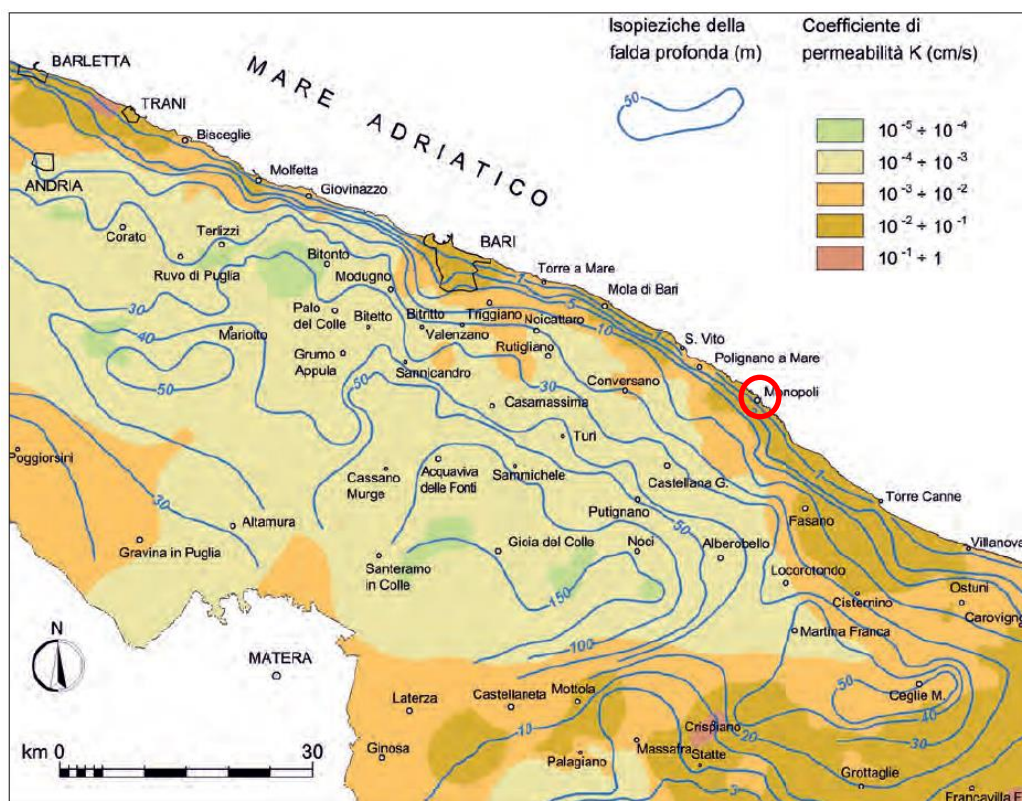 Isopieziche della
falda profonda (m)
50
Coefficiente di
permeabilità K (cm/s)
10⁻⁵ ÷ 10⁻⁴
10⁻⁴ ÷ 10⁻³
10⁻³ ÷ 10⁻²
10⁻² ÷ 10⁻¹
10⁻¹ ÷ 1
MARE ADRIATICO
BARLETTA
TRANI
Bisceglie
ANDRIA
Molfetta
Giovinazzo
Corato
Terlizzi
Ruvo di Puglia
Bitonto
Modugno
BARI
Torre a Mare
1
5
10
Mola di Bari
30
40
50
Mariotto
Palo
del Colle
Bitetto
Bitritto
Valenzano
Triggiano
Noicattaro
Rutigliano
S. Vito
Polignano a Mare
Monopoli
Grumo
Appula
Sannicandro
50
30
Conversano
Casamassima
Turi
Poggiorsini
Cassano
Murge
Acquaviva
delle Fonti
Sammichele
Castellana G.
1
Torre Canne
30
Altamura
Gravina in Puglia
Putignano
50
Fasano
Villanova
Santeramo
in Colle
Gioia del Colle
Noci
Alberobello
150
Locorotondo
Cisternino
Ostuni
Carovigno
100
Martina Franca
N
MATERA
Laterza
Castellaneta
Mottola
10
Crispiano
20
50
Ceglie M.
40
30
km 0
30
Ginosa
Palagiano
Massafra
Statte
Grottaglie
Francavilla F